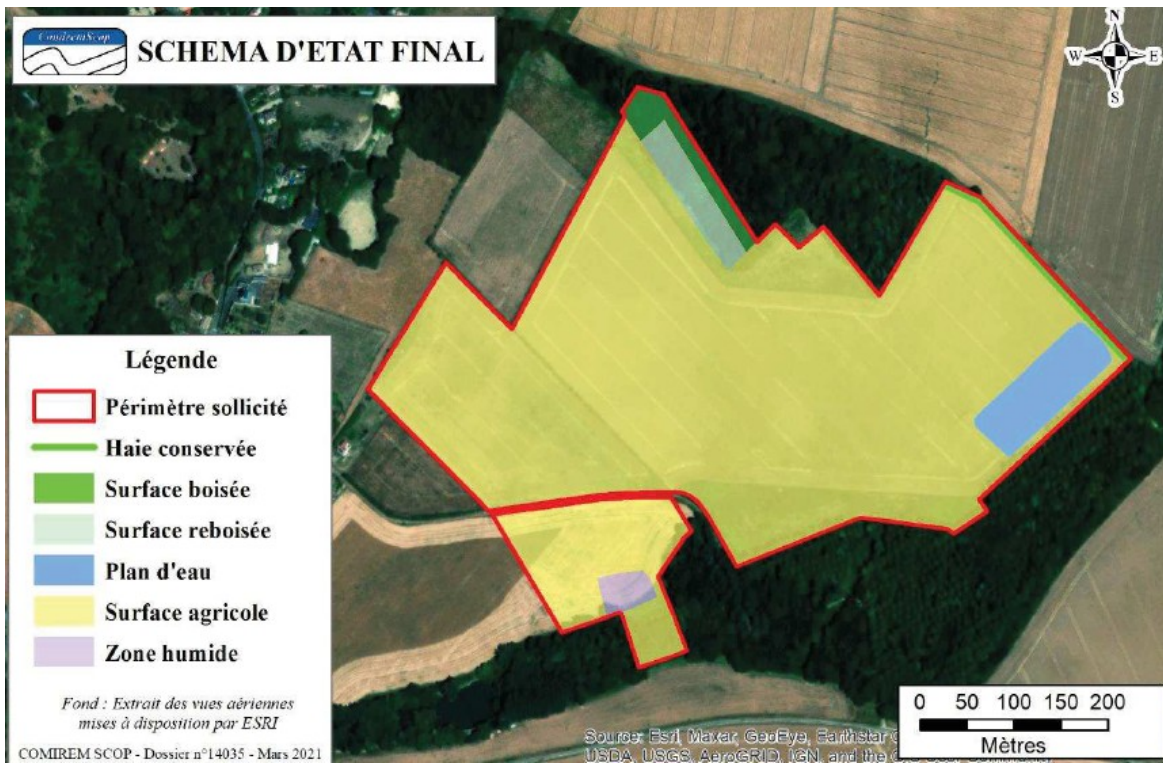 ComiremScop
SCHEMA D'ETAT FINAL
N
W E
S
Légende
Périmètre sollicité
Haie conservée
Surface boisée
Surface reboisée
Plan d'eau
Surface agricole
Zone humide
Fond : Extrait des vues aériennes
mises à disposition par ESRI
COMIREM SCOP - Dossier n°14035 - Mars 2021
0 50 100 150 200
Mètres
Source: Esri, Maxar, GeoEye, Earthstar
USDA, USGS, AeroGRID, IGN, and the